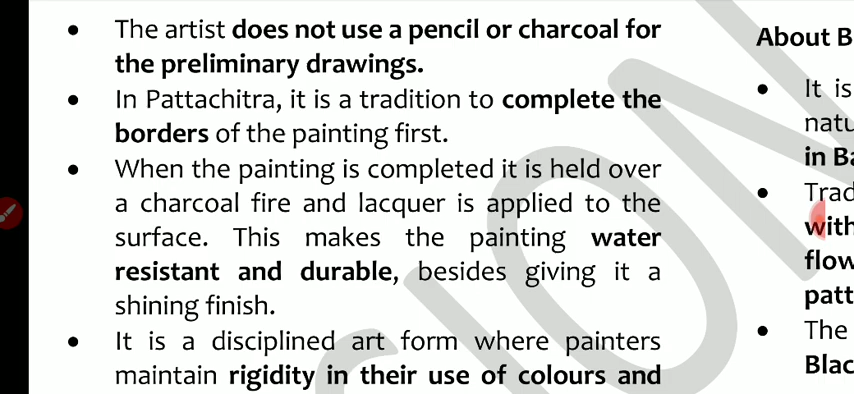 • The artist does not use a pencil or charcoal for
the preliminary drawings.
• In Pattachitra, it is a tradition to complete the
borders of the painting first.
• When the painting is completed it is held over
a charcoal fire and lacquer is applied to the
surface. This makes the painting water
resistant and durable, besides giving it a
shining finish.
• It is a disciplined art form where painters
maintain rigidity in their use of colours and
About B
• It is
natu
in Ba
• Trad
with
flow
patt
• The
Blac
SION